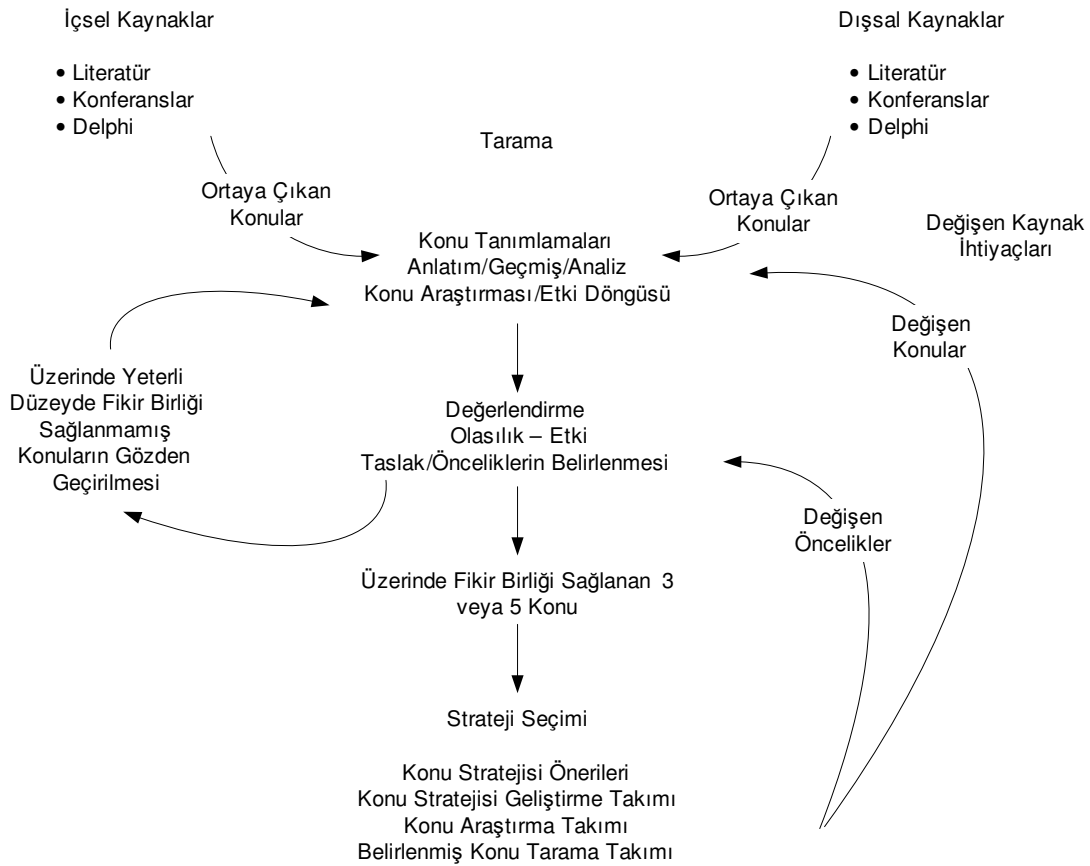 İçsel Kaynaklar
• Literatür
• Konferanslar
• Delphi
Dışsal Kaynaklar
• Literatür
• Konferanslar
• Delphi
Tarama
Ortaya Çıkan
Konular
Ortaya Çıkan
Konular
Değişen Kaynak
İhtiyaçları
Konu Tanımlamaları
Anlatım/Geçmiş/Analiz
Konu Araştırması/Etki Döngüsü
Değişen
Konular
Üzerinde Yeterli
Düzeyde Fikir Birliği
Sağlanmamış
Konuların Gözden
Geçirilmesi
Değerlendirme
Olasılık – Etki
Taslak/Önceliklerin Belirlenmesi
Değişen
Öncelikler
Üzerinde Fikir Birliği Sağlanan 3
veya 5 Konu
Strateji Seçimi
Konu Stratejisi Önerileri
Konu Stratejisi Geliştirme Takımı
Konu Araştırma Takımı
Belirlenmiş Konu Tarama Takımı